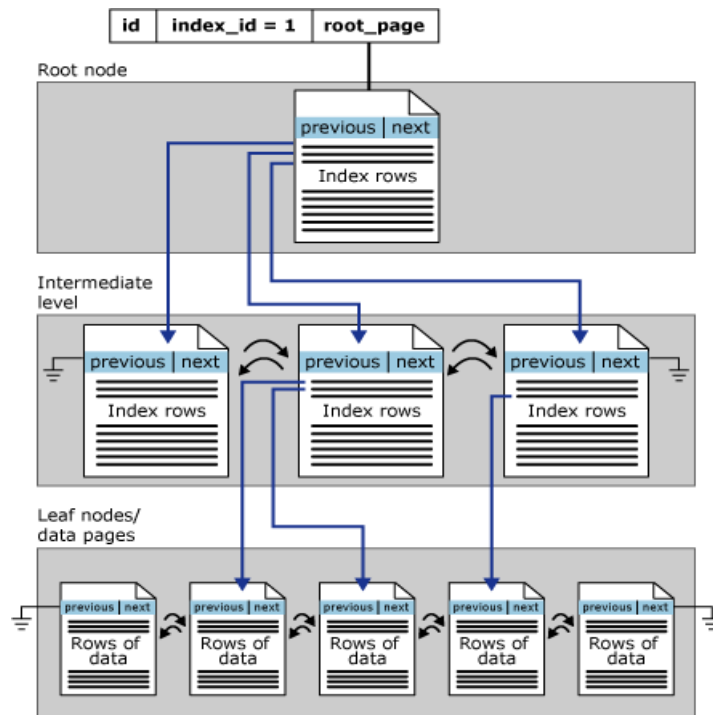 id index_id = 1 root_page
Root node
previous next
Index rows
Intermediate
level
previous next previous next previous next
Index rows Index rows Index rows
Leaf nodes/
data pages
previous next previous next previous next previous next previous next
Rows of Rows of Rows of Rows of Rows of
data data data data data